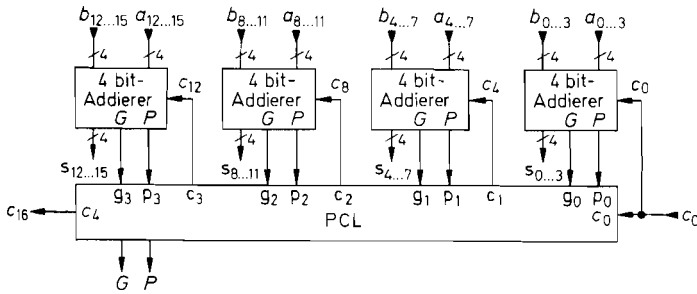 b12...15 a12...15 b8...11 a8...11 b4...7 a4...7 b0...3 a0...3
4 4 4 4 4 4 4 4
4 bit- c12 4 bit- c8 4 bit- c4 4 bit- c0
Addierer Addierer Addierer Addierer
G P G P G P G P
4 4 4 4
s12...15 s8...11 s4...7 s0...3
g3 p3 c3 g2 p2 c2 g1 p1 c1 g0 p0
c16 c4 PCL c0 c0
G P